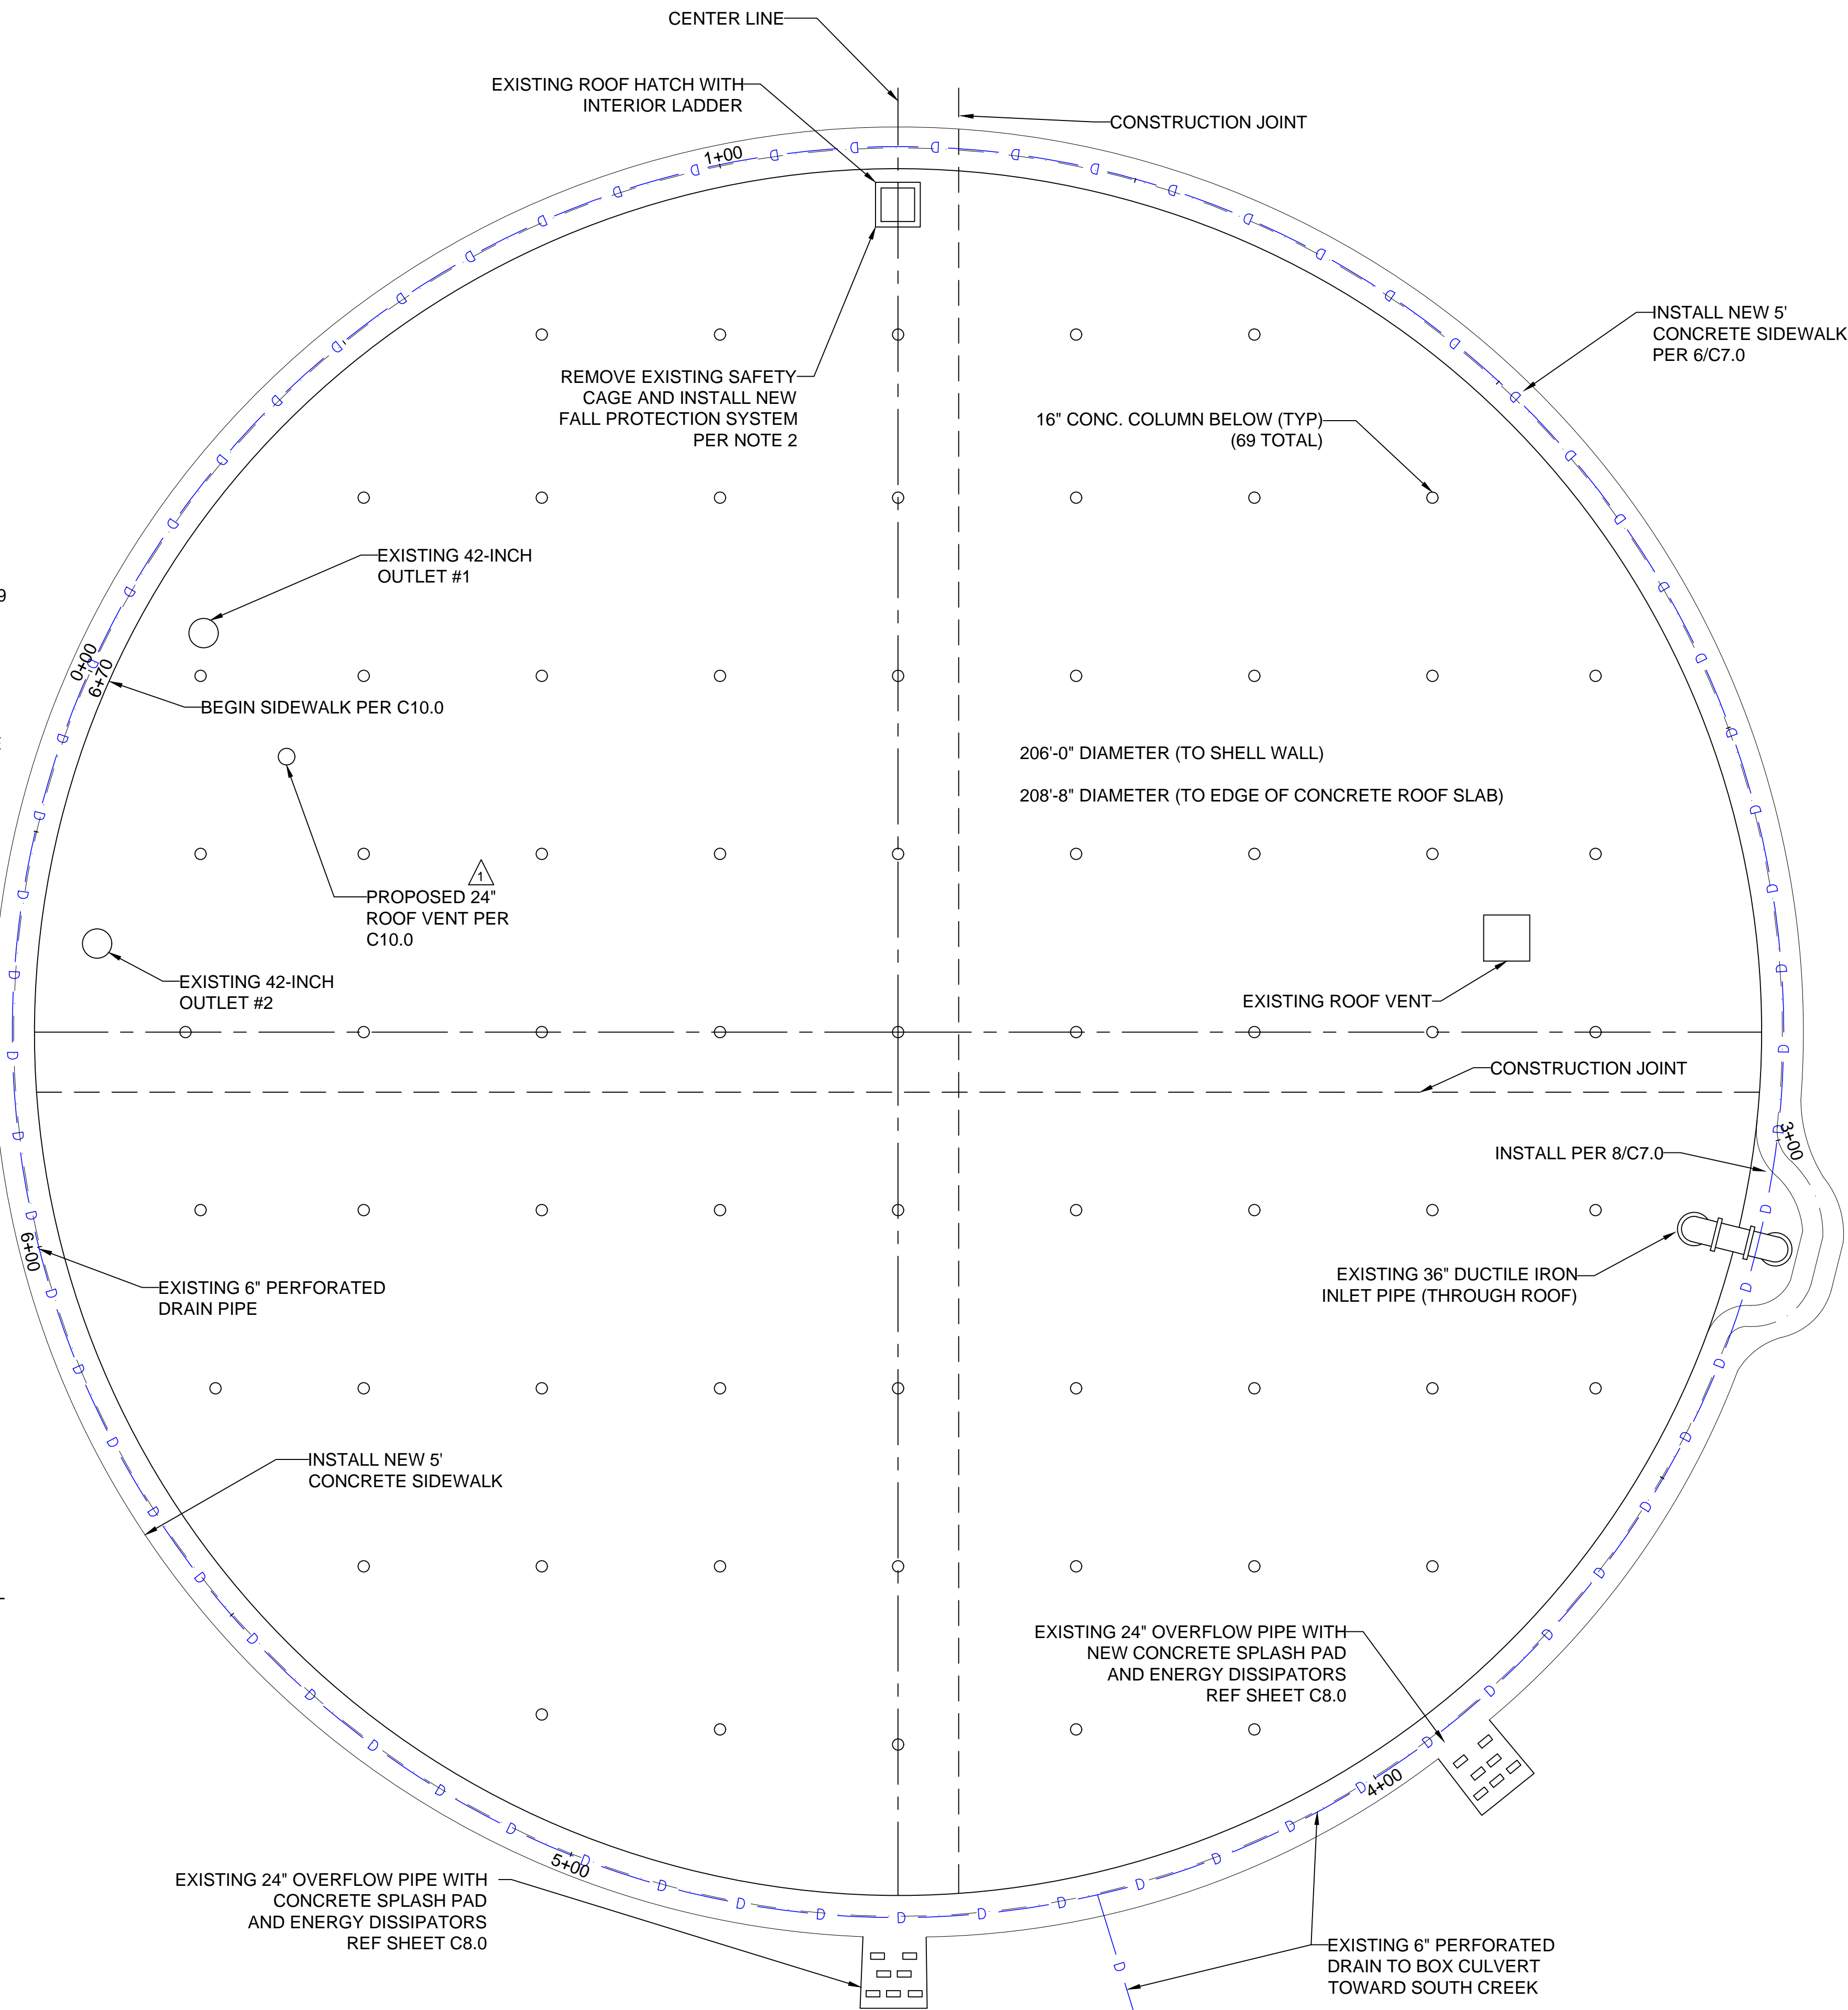 CENTER LINE
EXISTING ROOF HATCH WITH
INTERIOR LADDER
CONSTRUCTION JOINT
1+00
INSTALL NEW 5'
CONCRETE SIDEWALK
PER 6/C7.0
REMOVE EXISTING SAFETY
CAGE AND INSTALL NEW
FALL PROTECTION SYSTEM
PER NOTE 2
16" CONC. COLUMN BELOW (TYP)
(69 TOTAL)
EXISTING 42-INCH
OUTLET #1
9
0+00
6+70
BEGIN SIDEWALK PER C10.0
206'-0" DIAMETER (TO SHELL WALL)
208'-8" DIAMETER (TO EDGE OF CONCRETE ROOF SLAB)
1
PROPOSED 24"
ROOF VENT PER
C10.0
EXISTING 42-INCH
OUTLET #2
EXISTING ROOF VENT
CONSTRUCTION JOINT
3+00
INSTALL PER 8/C7.0
6+00
EXISTING 36" DUCTILE IRON
INLET PIPE (THROUGH ROOF)
EXISTING 6" PERFORATED
DRAIN PIPE
INSTALL NEW 5'
CONCRETE SIDEWALK
EXISTING 24" OVERFLOW PIPE WITH
NEW CONCRETE SPLASH PAD
AND ENERGY DISSIPATORS
REF SHEET C8.0
4+00
5+00
EXISTING 24" OVERFLOW PIPE WITH
CONCRETE SPLASH PAD
AND ENERGY DISSIPATORS
REF SHEET C8.0
EXISTING 6" PERFORATED
DRAIN TO BOX CULVERT
TOWARD SOUTH CREEK
D